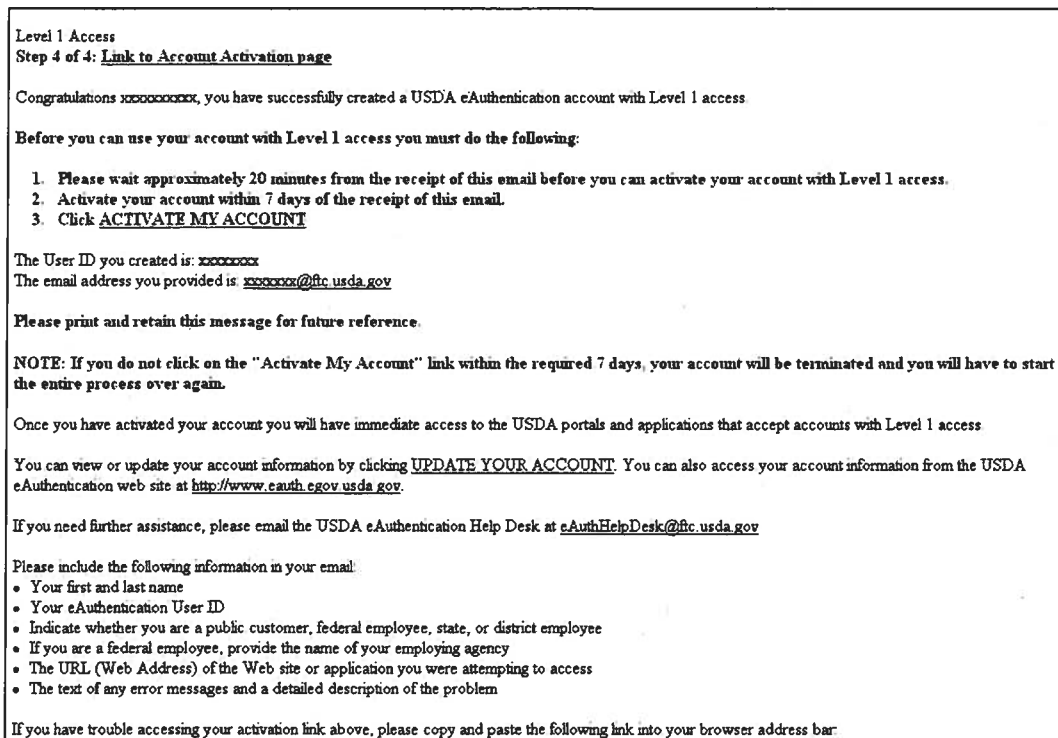 Level 1 Access
Step 4 of 4: Link to Account Activation page
Congratulations xxxxxxxxxx, you have successfully created a USDA eAuthentication account with Level 1 access.
Before you can use your account with Level 1 access you must do the following:
1. Please wait approximately 20 minutes from the receipt of this email before you can activate your account with Level 1 access.
2. Activate your account within 7 days of the receipt of this email.
3. Click ACTIVATE MY ACCOUNT
The User ID you created is: xxxxxxxx
The email address you provided is: xxxxxxx@ftc.usda.gov
Please print and retain this message for future reference.
NOTE: If you do not click on the "Activate My Account" link within the required 7 days, your account will be terminated and you will have to start
the entire process over again.
Once you have activated your account you will have immediate access to the USDA portals and applications that accept accounts with Level 1 access.
You can view or update your account information by clicking UPDATE YOUR ACCOUNT. You can also access your account information from the USDA
eAuthentication web site at http://www.eauth.egov.usda.gov.
If you need further assistance, please email the USDA eAuthentication Help Desk at eAuthHelpDesk@ftc.usda.gov
Please include the following information in your email:
• Your first and last name
• Your eAuthentication User ID
• Indicate whether you are a public customer, federal employee, state, or district employee
• If you are a federal employee, provide the name of your employing agency
• The URL (Web Address) of the Web site or application you were attempting to access
• The text of any error messages and a detailed description of the problem
If you have trouble accessing your activation link above, please copy and paste the following link into your browser address bar: